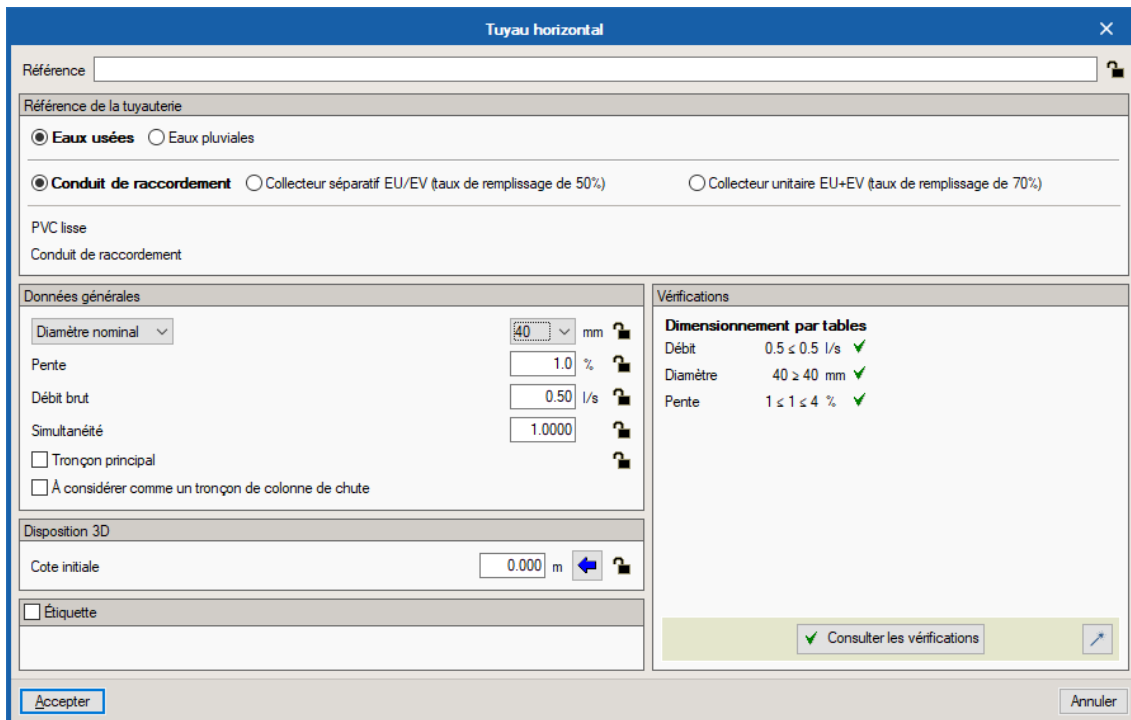 Tuyau horizontal
Référence
Référence de la tuyauterie
Eaux usées Eaux pluviales
Conduit de raccordement Collecteur séparatif EU/EV (taux de remplissage de 50%) Collecteur unitaire EU+EV (taux de remplissage de 70%)
PVC lisse
Conduit de raccordement
Données générales
Diamètre nominal 40 mm
Pente 1.0 %
Débit brut 0.50 l/s
Simultanéité 1.0000
Tronçon principal
À considérer comme un tronçon de colonne de chute
Disposition 3D
Cote initiale 0.000 m
Étiquette
Vérifications
Dimensionnement par tables
Débit 0.5 ≤ 0.5 l/s
Diamètre 40 ≥ 40 mm
Pente 1 ≤ 1 ≤ 4 %
Consulter les vérifications
Accepter Annuler